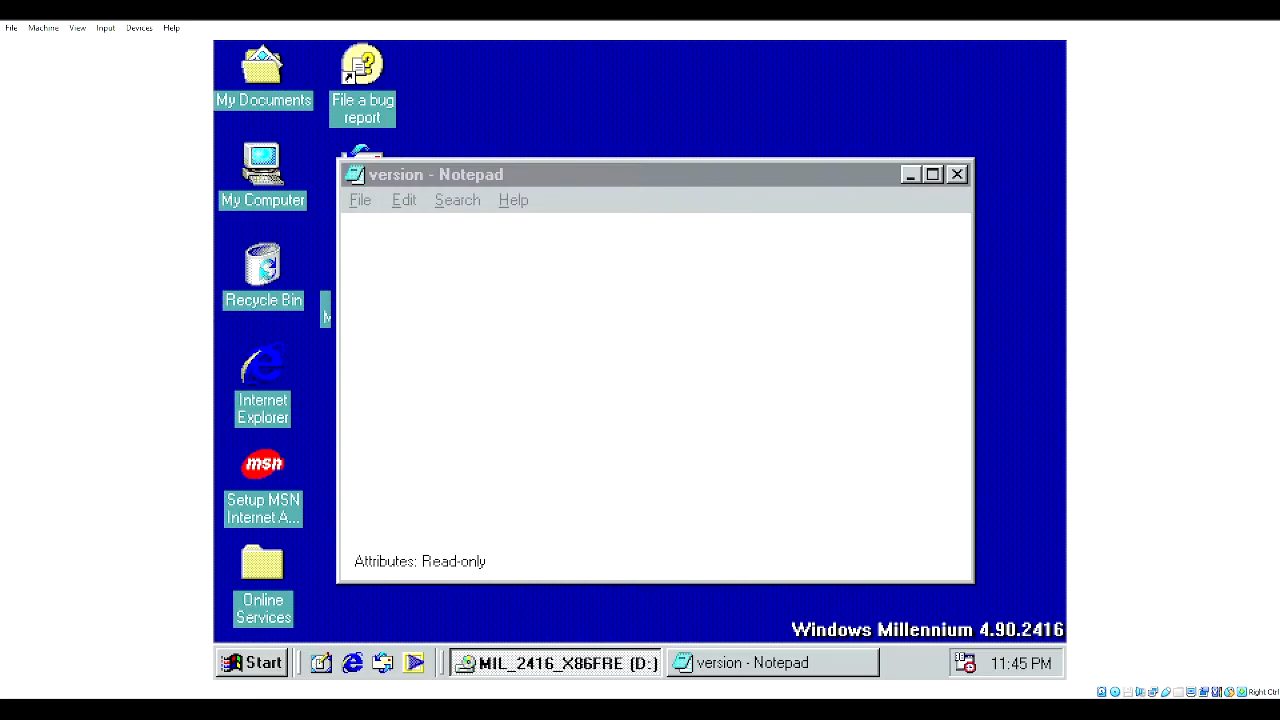 File Machine View Input Devices Help
My Documents
File a bug
report
My Computer
version - Notepad
File Edit Search Help
Recycle Bin
Internet
Explorer
msn
Setup MSN
Internet A...
Attributes: Read-only
Online
Services
Windows Millennium 4.90.2416
Start
MIL_2416_X86FRE (D:)
version - Notepad
11:45 PM
Right Ctrl